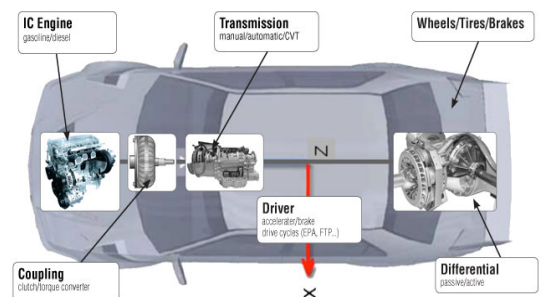 IC Engine
gasoline/diesel
Transmission
manual/automatic/CVT
Wheels/Tires/Brakes
Z
Driver
accelerater/brake
drive cycles (EPA, FTP...)
X
Coupling
clutch/torque converter
Differential
passive/active